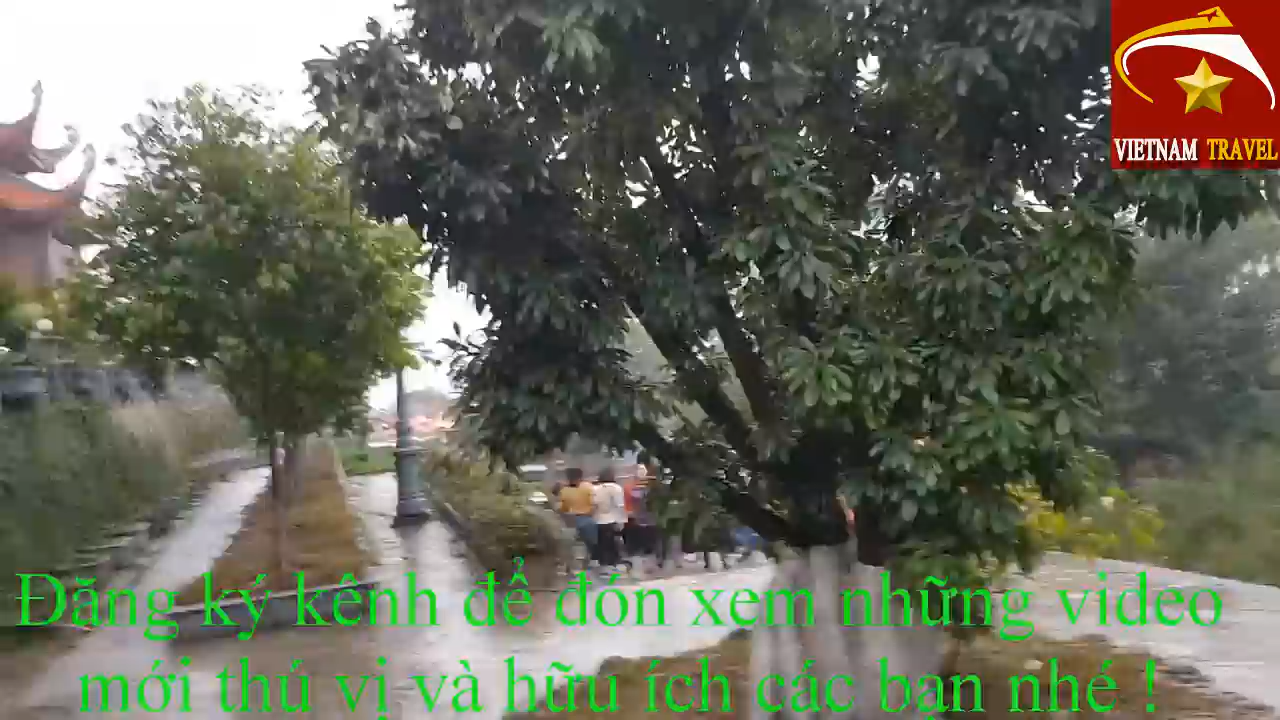 VIETNAM TRAVEL
Đăng ký kênh để đón xem những video
mới thú vị và hữu ích các bạn nhé !